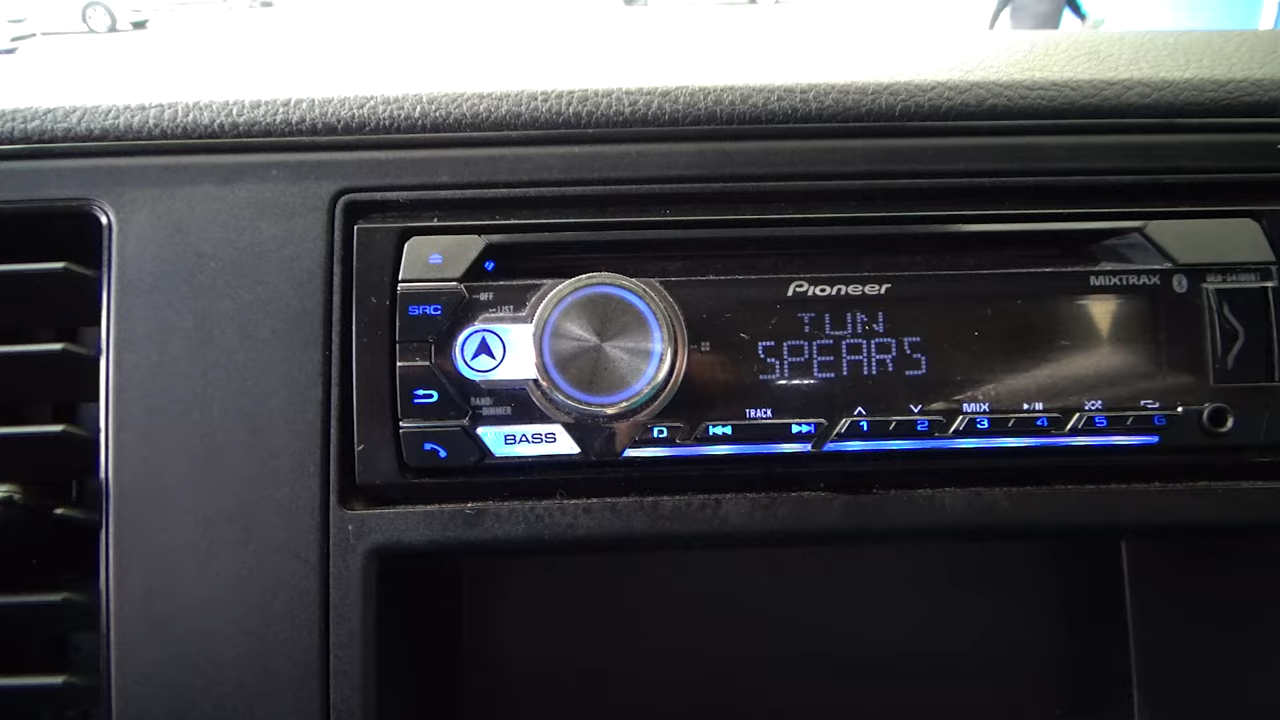 Pioneer
MIXTRAX
SRC
OFF
LIST
TUN
SPEARS
BAND/
DIMMER
BASS
TRACK
D
MIX
1 / 2
3 / 4
5 / 6